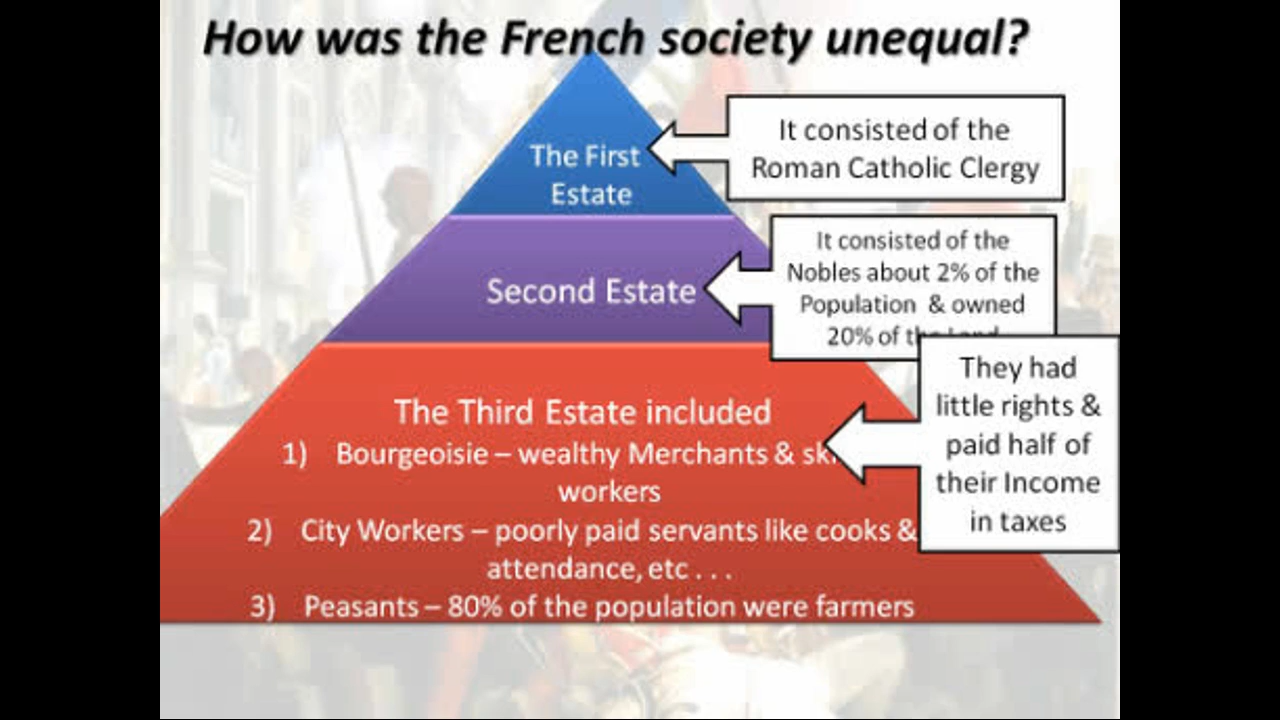 How was the French society unequal?
The First
Estate
It consisted of the
Roman Catholic Clergy
Second Estate
It consisted of the
Nobles about 2% of the
Population & owned
20% of
The Third Estate included
1) Bourgeoisie – wealthy Merchants &
workers
2) City Workers – poorly paid servants like cooks &
attendance, etc . . .
3) Peasants – 80% of the population were farmers
They had
little rights &
paid half of
their Income
in taxes